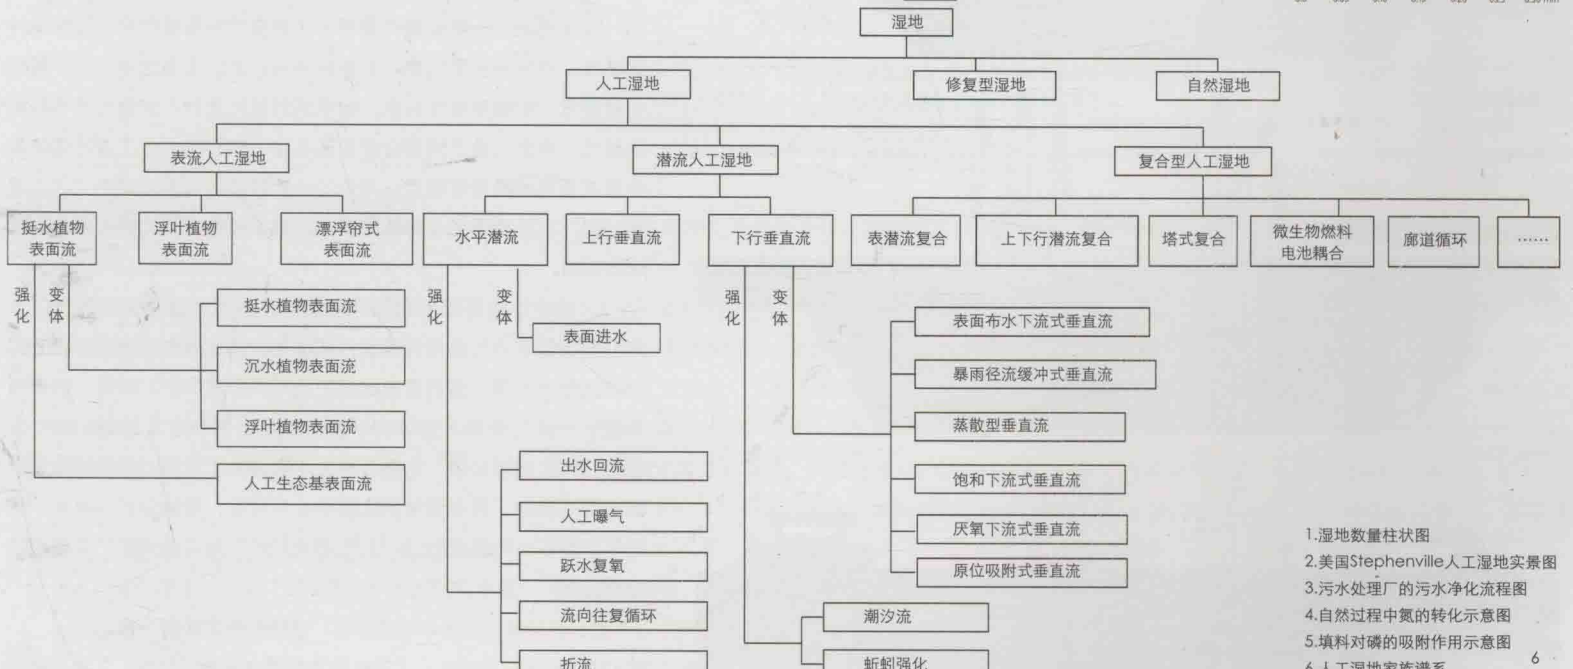 湿地
人工湿地
修复型湿地
自然湿地
表流人工湿地
潜流人工湿地
复合型人工湿地
挺水植物
表面流
浮叶植物
表面流
漂浮帘式
表面流
水平潜流
上行垂直流
下行垂直流
表潜流复合
上下行潜流复合
塔式复合
微生物燃料
电池耦合
廊道循环
……
强化
变体
强化
变体
强化
变体
挺水植物表面流
沉水植物表面流
浮叶植物表面流
人工生态基表面流
表面进水
出水回流
人工曝气
跃水复氧
流向往复循环
折流
表面布水下流式垂直流
暴雨径流缓冲式垂直流
蒸散型垂直流
饱和下流式垂直流
厌氧下流式垂直流
原位吸附式垂直流
潮汐流
蚯蚓强化
1.湿地数量柱状图
2.美国Stephenville人工湿地实景图
3.污水处理厂的污水净化流程图
4.自然过程中氮的转化示意图
5.填料对磷的吸附作用示意图
6.人工湿地家族谱系
6